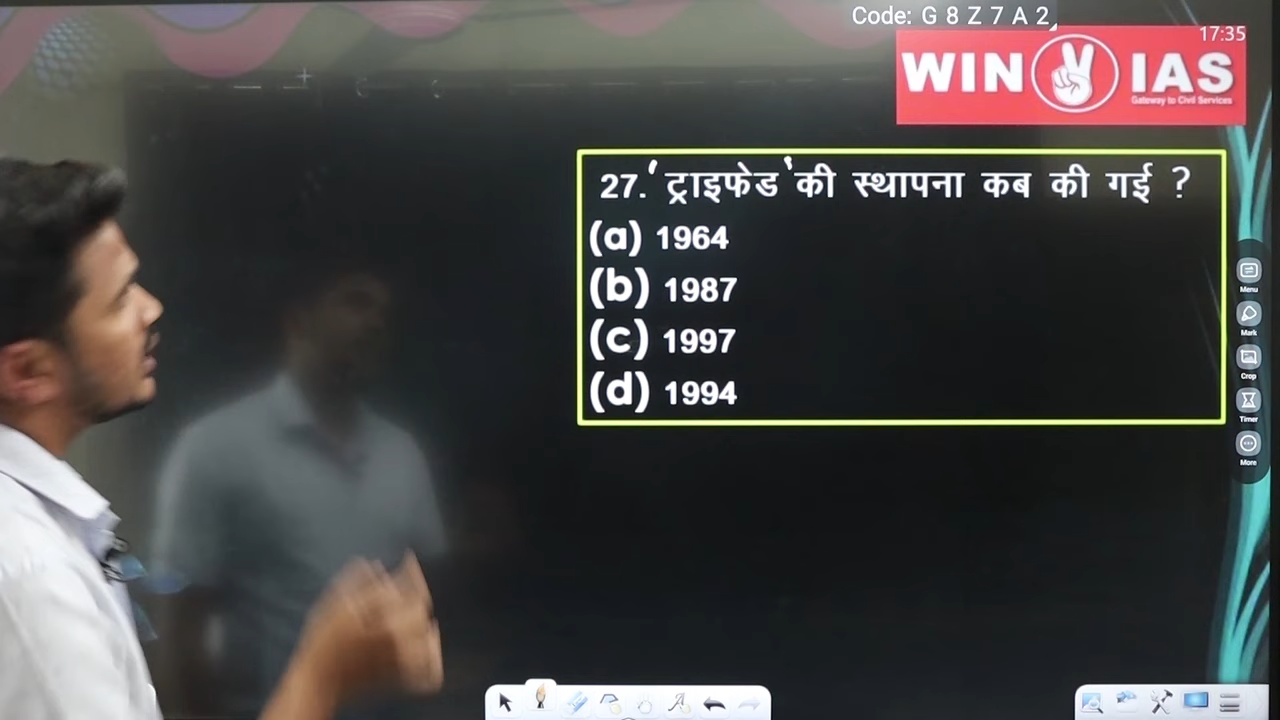 Code: G 8 Z 7 A 2
17:35
WIN IAS
Gateway to Civil Services
27. 'ट्राइफेड' की स्थापना कब की गई ?
(a) 1964
(b) 1987
(c) 1997
(d) 1994
Menu
Mark
Crop
Timer
More